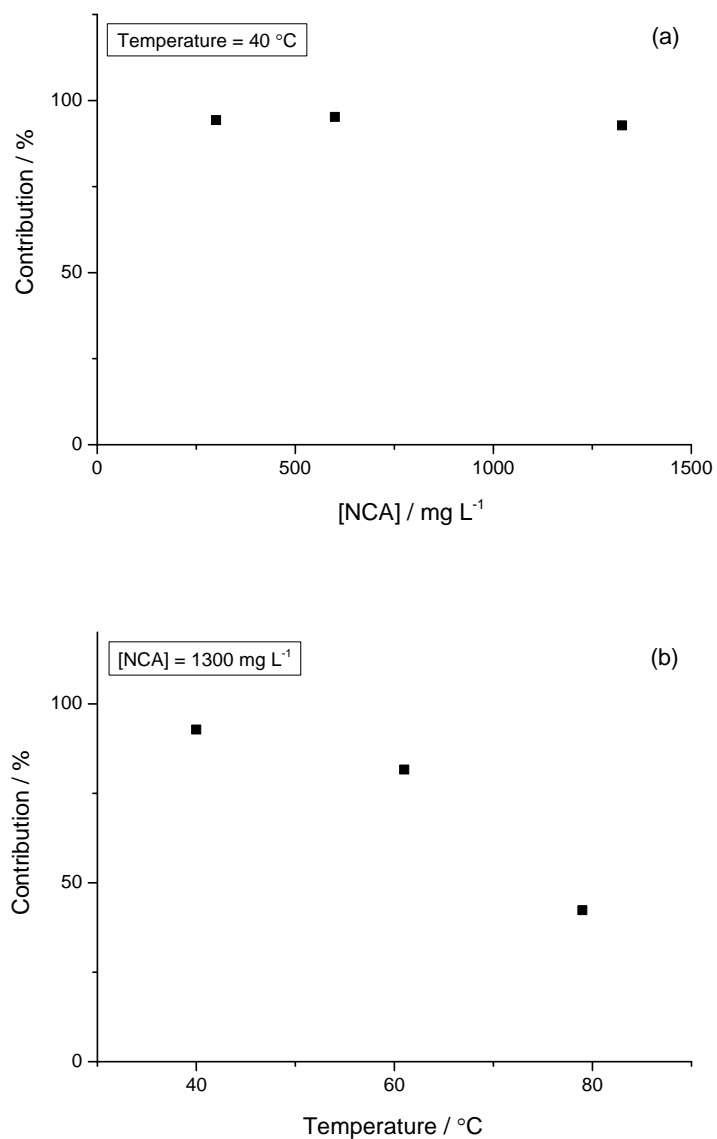 Temperature = 40 °C
(a)
100
50
0
Contribution / %
0 500 1000 1500
[NCA] / mg L⁻¹
[NCA] = 1300 mg L⁻¹
(b)
100
50
0
Contribution / %
40 60 80
Temperature / °C